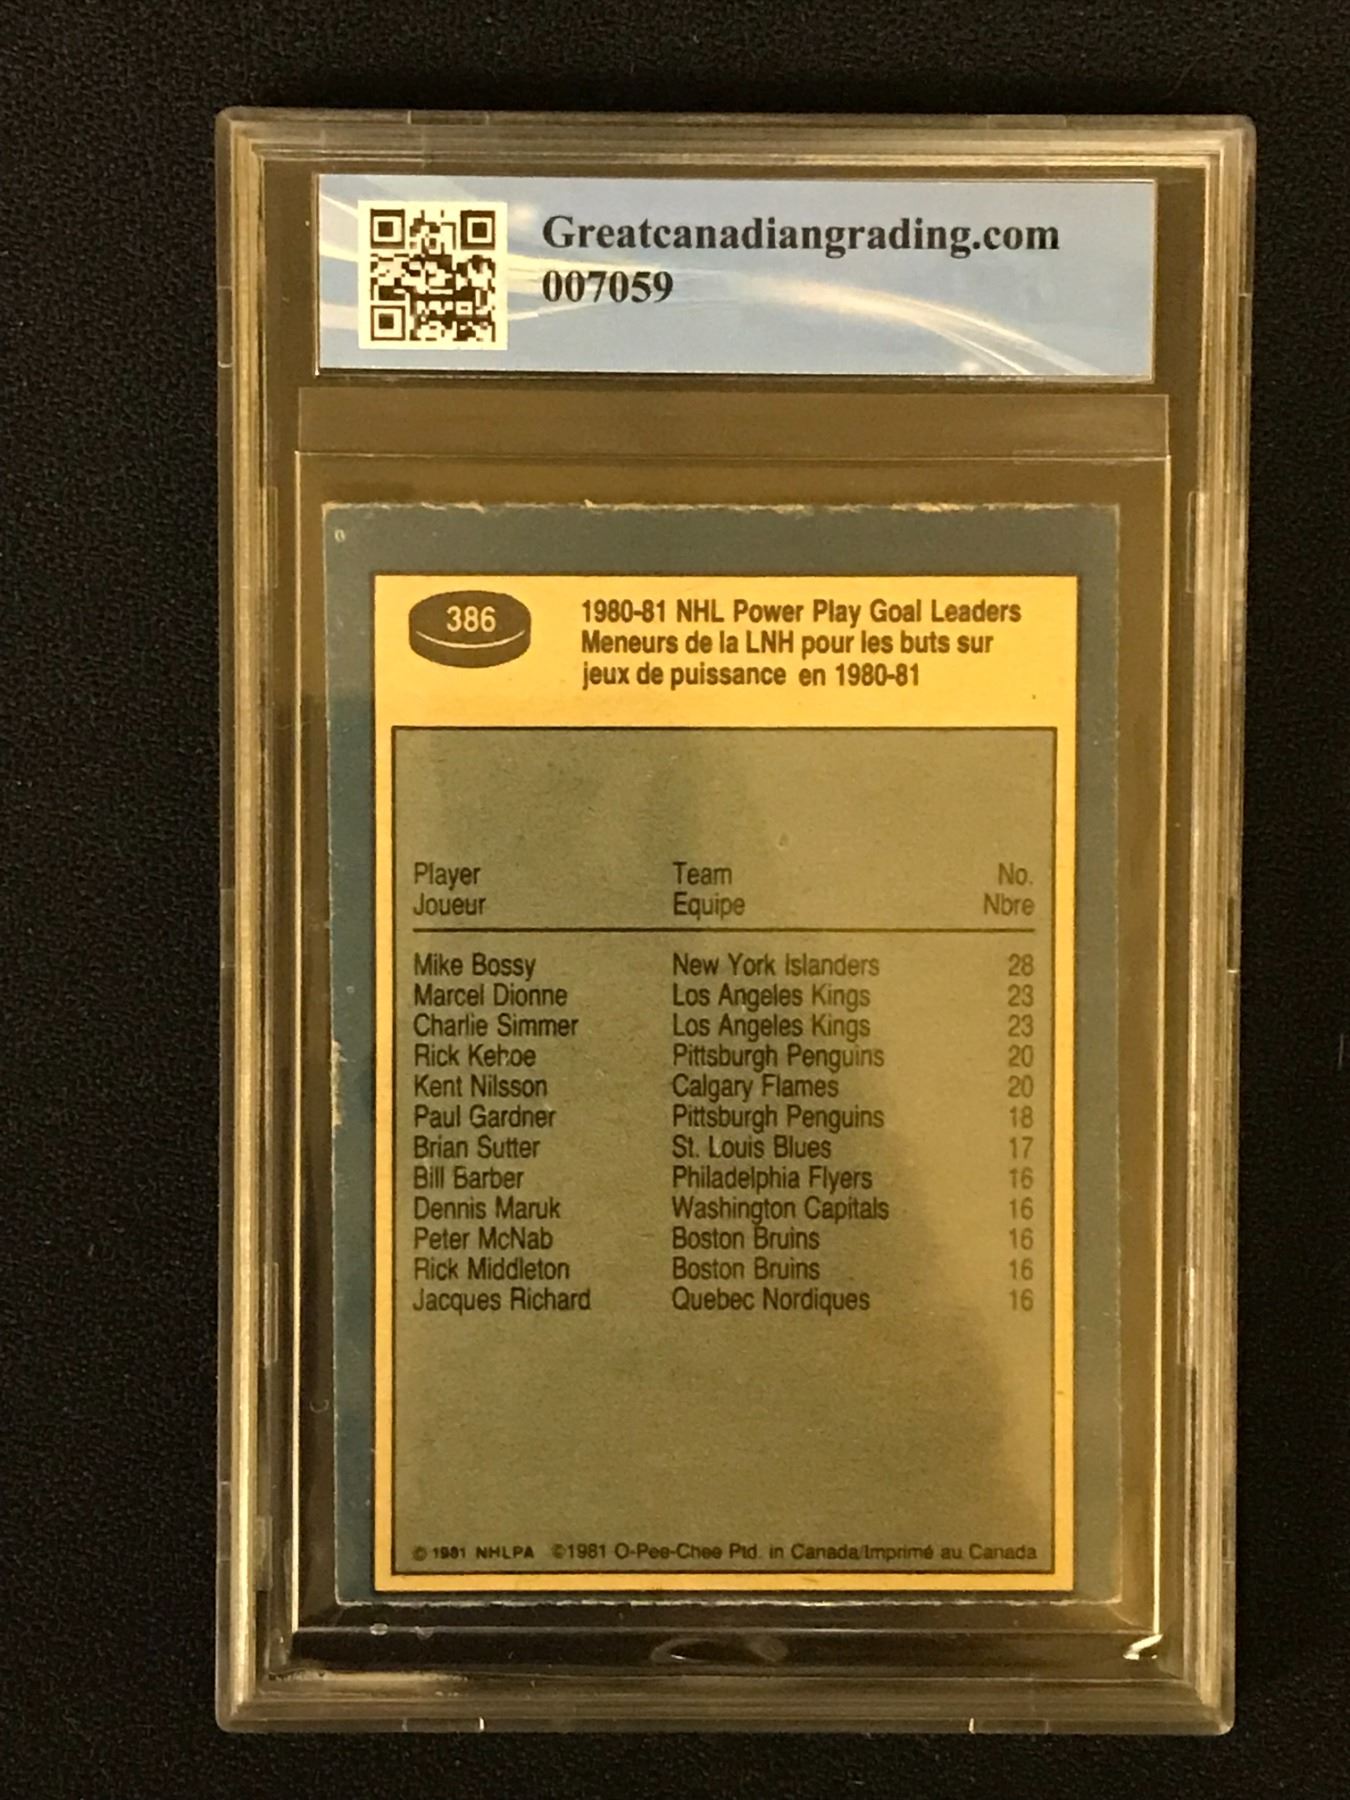 Greatcanadiangrading.com
007059
386
1980-81 NHL Power Play Goal Leaders
Meneurs de la LNH pour les buts sur
jeux de puissance en 1980-81
Player Team No.
Joueur Equipe Nbre
Mike Bossy New York Islanders 28
Marcel Dionne Los Angeles Kings 23
Charlie Simmer Los Angeles Kings 23
Rick Kehoe Pittsburgh Penguins 20
Kent Nilsson Calgary Flames 20
Paul Gardner Pittsburgh Penguins 18
Brian Sutter St. Louis Blues 17
Bill Barber Philadelphia Flyers 16
Dennis Maruk Washington Capitals 16
Peter McNab Boston Bruins 16
Rick Middleton Boston Bruins 16
Jacques Richard Quebec Nordiques 16
© 1981 NHLPA ©1981 O-Pee-Chee Ptd. in Canada/Imprimé au Canada